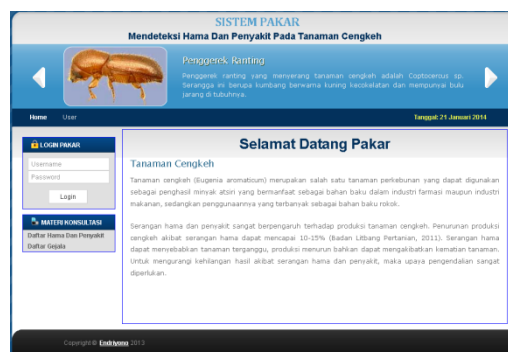 SISTEM PAKAR
Mendeteksi Hama Dan Penyakit Pada Tanaman Cengkeh
Penggerek Ranting
Penggerek ranting yang menyerang tanaman cengkeh adalah Coptocercus sp.
Serangga ini berupa kumbang berwarna kuning kecoklatan dan mempunyai bulu
jarang di tubuhnya.
Home User Tanggal: 21 Januari 2014
LOGIN PAKAR
Username
Password
Login
MATERI KONSULTASI
Daftar Hama Dan Penyakit
Daftar Gejala
Selamat Datang Pakar
Tanaman Cengkeh
Tanaman cengkeh (Eugenia aromaticum) merupakan salah satu tanaman perkebunan yang dapat digunakan
sebagai penghasil minyak atsiri yang bermanfaat sebagai bahan baku dalam industri farmasi maupun industri
makanan, sedangkan penggunaannya yang terbanyak sebagai bahan baku rokok.
Serangan hama dan penyakit sangat berpengaruh terhadap produksi tanaman cengkeh. Penurunan produksi
cengkeh akibat serangan hama dapat mencapai 10-15% (Badan Litbang Pertanian, 2011). Serangan hama
dapat menyebabkan tanaman terganggu, produksi menurun bahkan dapat mengakibatkan kematian tanaman.
Untuk mengurangi kehilangan hasil akibat serangan hama dan penyakit, maka upaya pengendalian sangat
diperlukan.
Copyright © Endriyono 2013